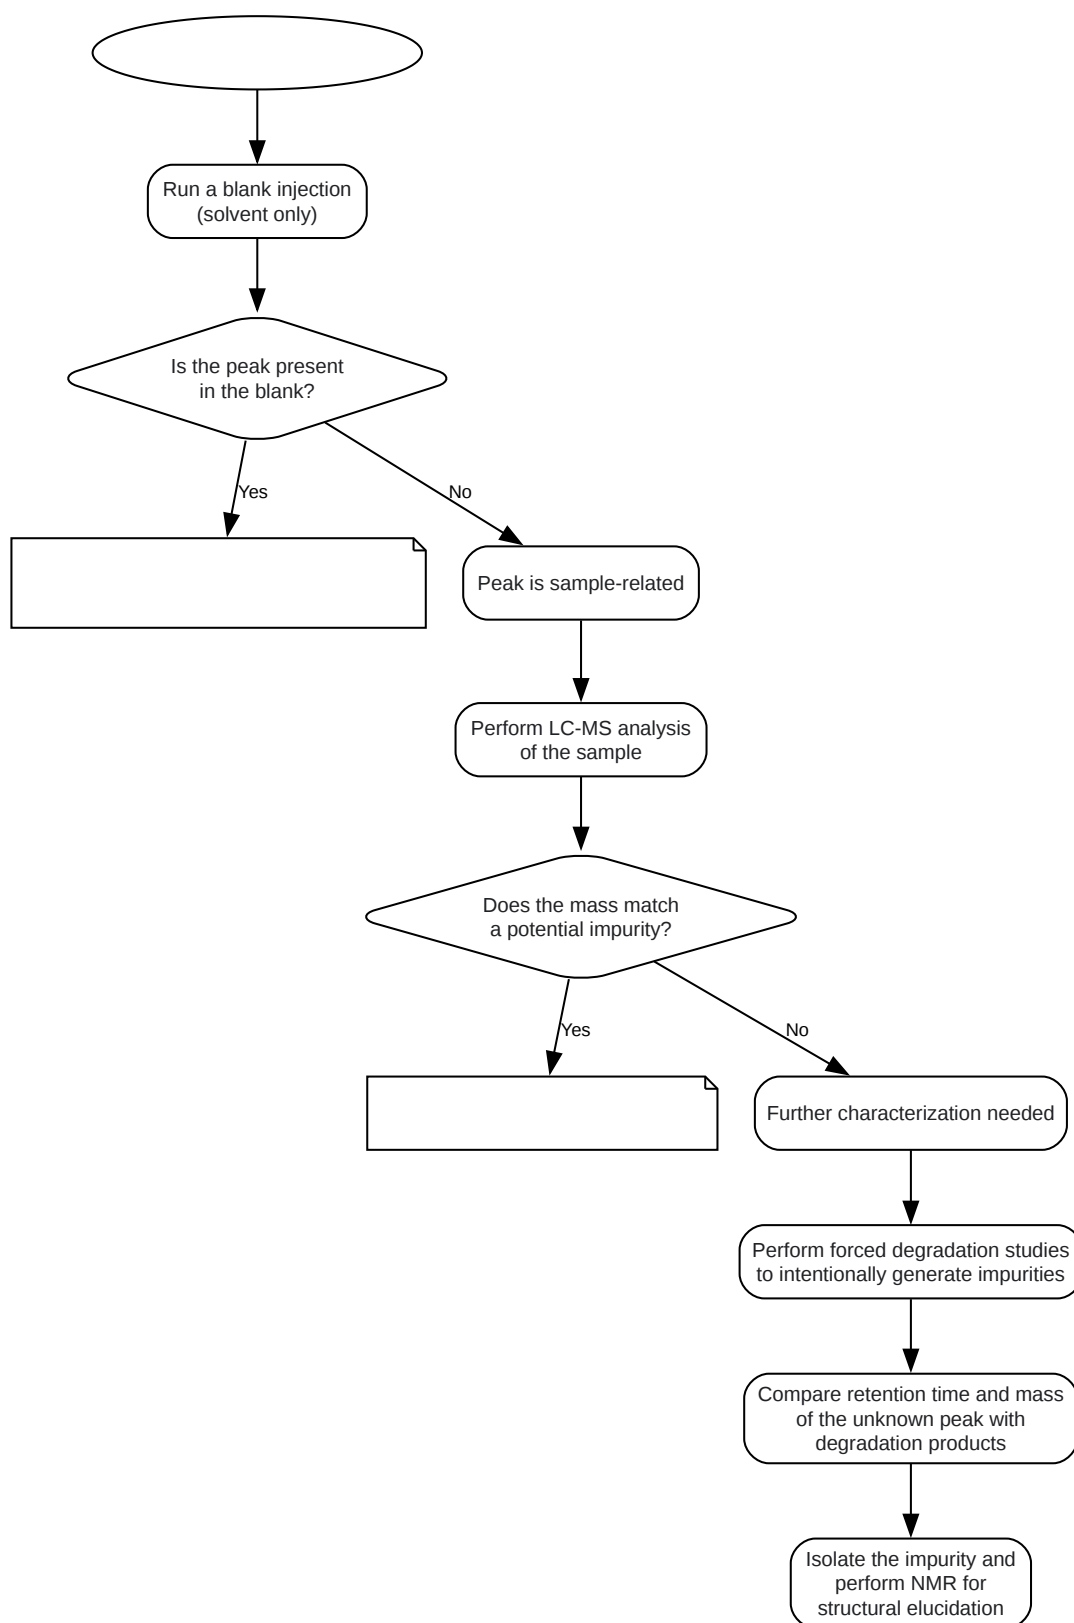 Run a blank injection
(solvent only)
Is the peak present
in the blank?
Yes
No
Peak is sample-related
Perform LC-MS analysis
of the sample
Does the mass match
a potential impurity?
Yes
No
Further characterization needed
Perform forced degradation studies
to intentionally generate impurities
Compare retention time and mass
of the unknown peak with
degradation products
Isolate the impurity and
perform NMR for
structural elucidation